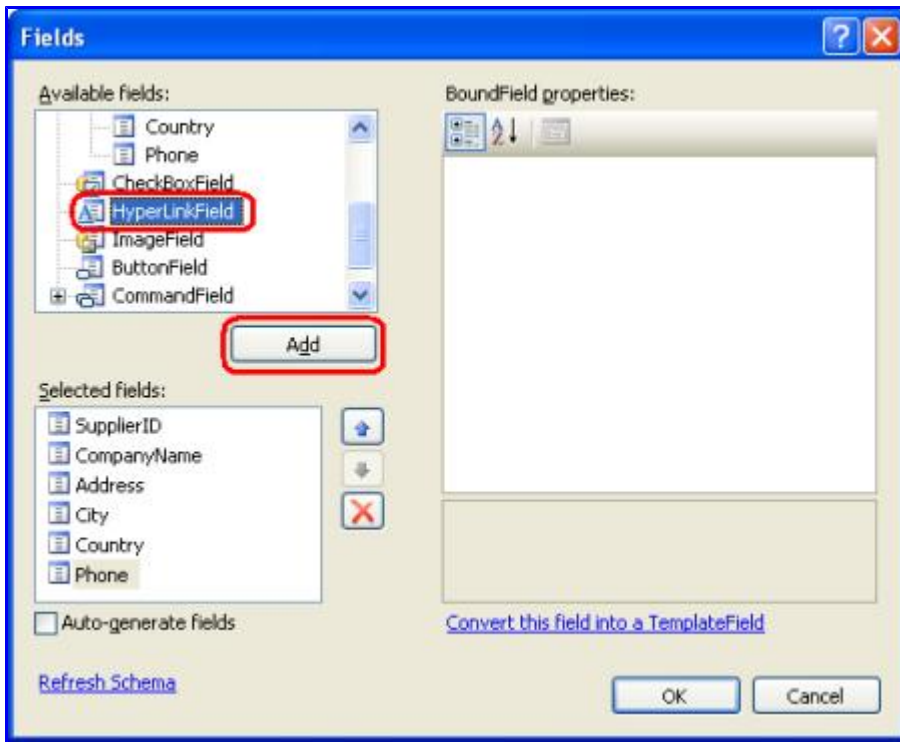 Fields
Available fields:
Country
Phone
CheckBoxField
HyperLinkField
ImageField
ButtonField
CommandField
Add
Selected fields:
SupplierID
CompanyName
Address
City
Country
Phone
Auto-generate fields
Refresh Schema
BoundField properties:
Convert this field into a TemplateField
OK
Cancel